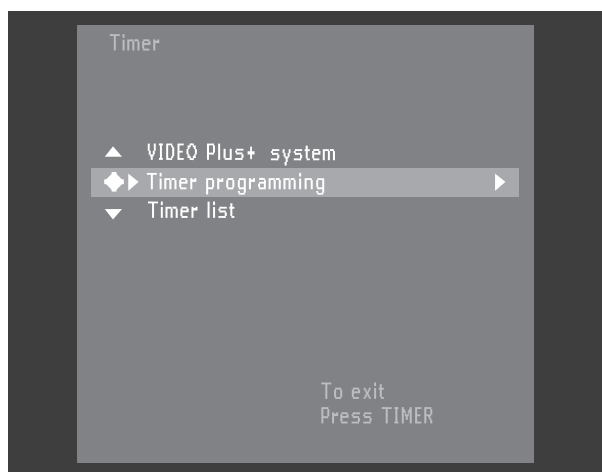 Timer
VIDEO Plus+ system
Timer programming
Timer list
To exit
Press TIMER